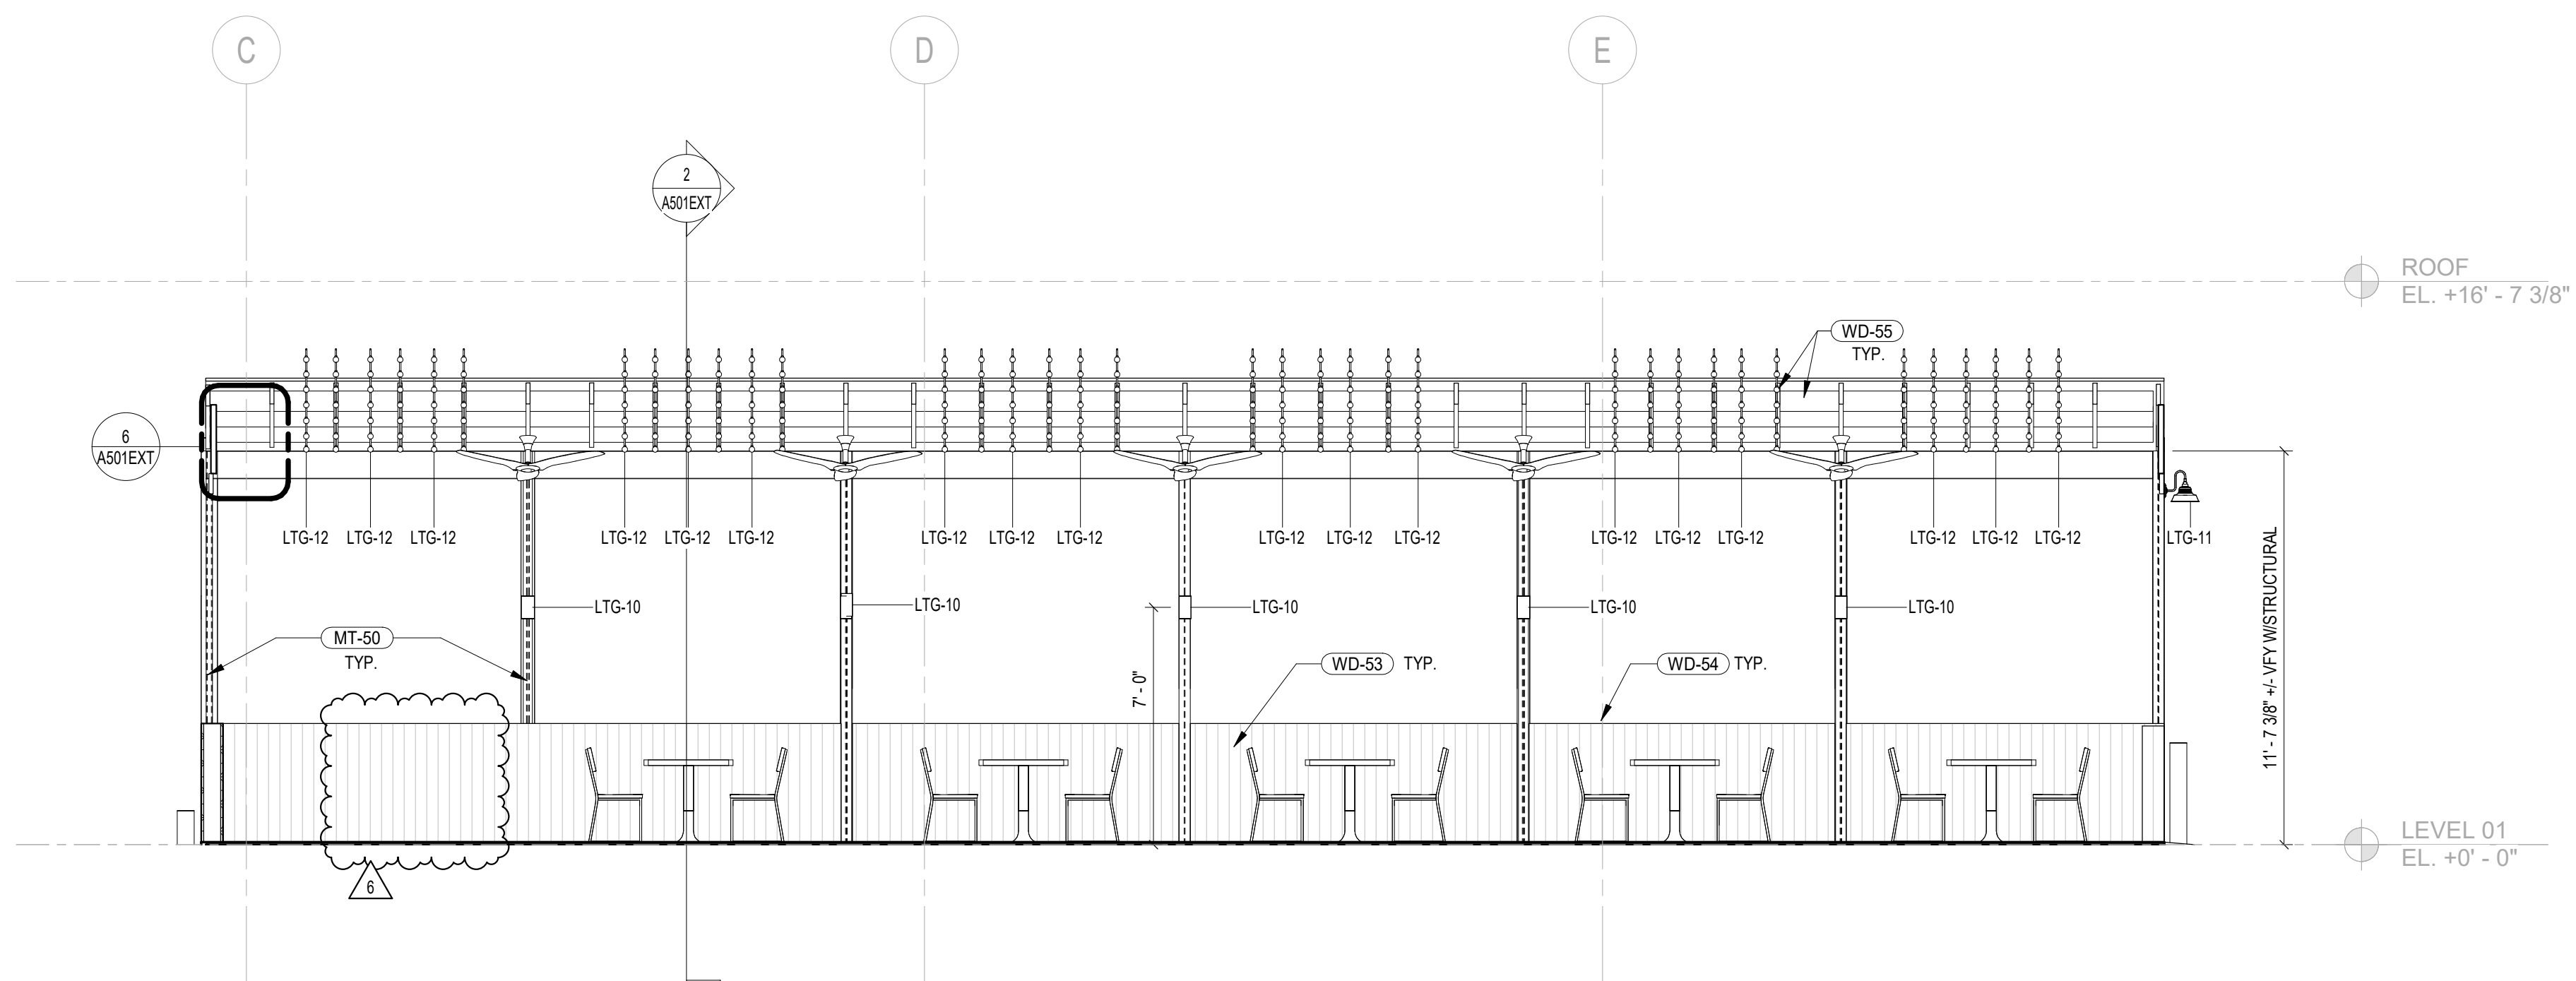 C
D
E
2
A501EXT
ROOF
EL. +16' - 7 3/8"
WD-55
TYP.
6
A501EXT
LTG-12 LTG-12 LTG-12 LTG-12 LTG-12 LTG-12 LTG-12 LTG-12 LTG-12 LTG-12 LTG-12 LTG-12 LTG-12 LTG-12 LTG-12 LTG-12 LTG-12 LTG-12 LTG-11
LTG-10 LTG-10 LTG-10 LTG-10 LTG-10
MT-50
TYP.
WD-53 TYP.
WD-54 TYP.
7' - 0"
11' - 7 3/8" +/- VFY W/STRUCTURAL
LEVEL 01
EL. +0' - 0"
6